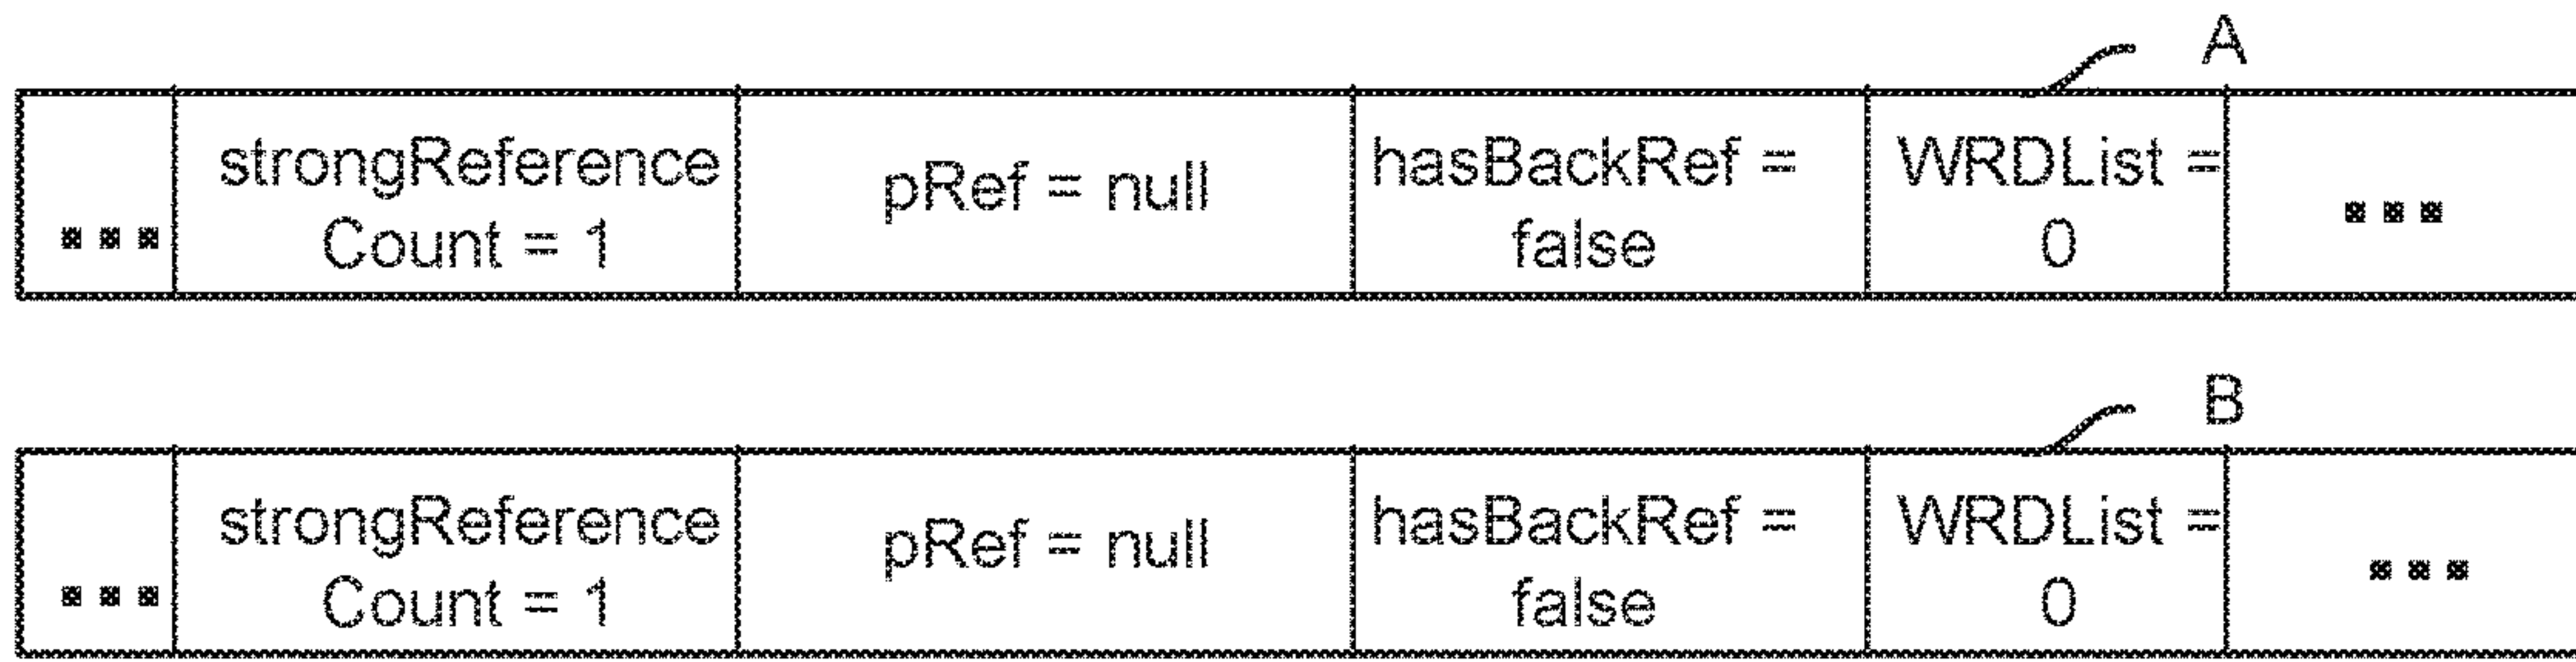 A
... strongReference pRef = null hasBackRef = WRDList = ...
Count = 1 false 0
B
... strongReference pRef = null hasBackRef = WRDList = ...
Count = 1 false 0